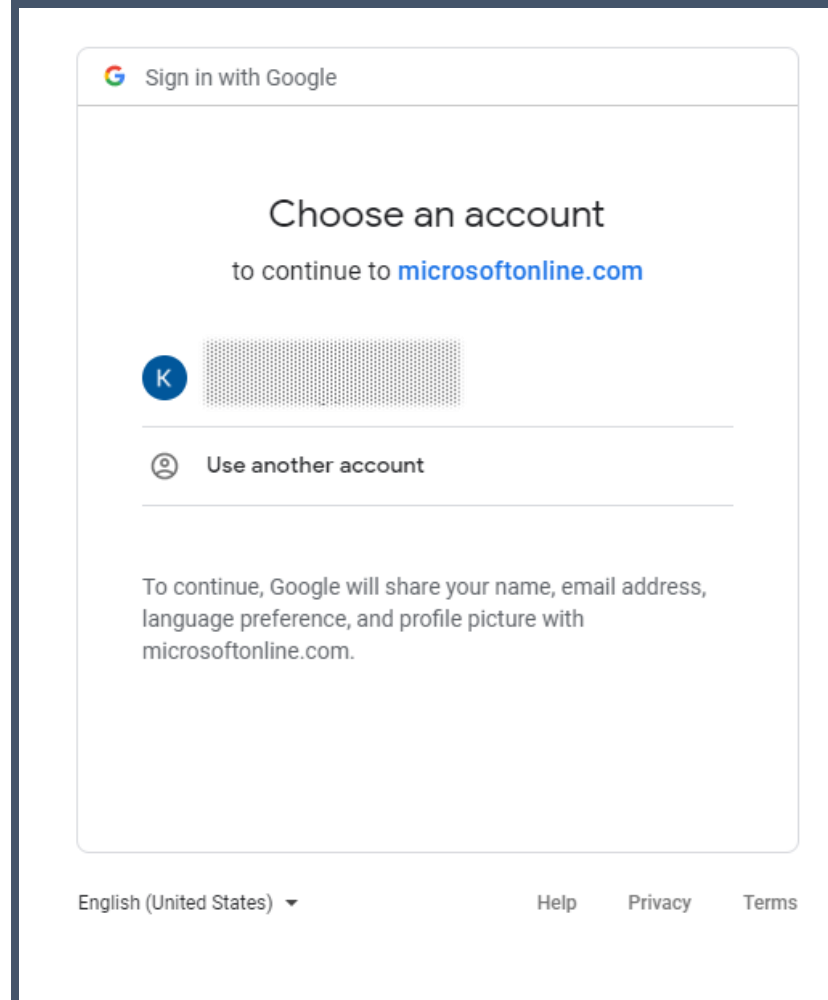 Sign in with Google
Choose an account
to continue to microsoftonline.com
K
Use another account
To continue, Google will share your name, email address,
language preference, and profile picture with
microsoftonline.com.
English (United States)
Help Privacy Terms